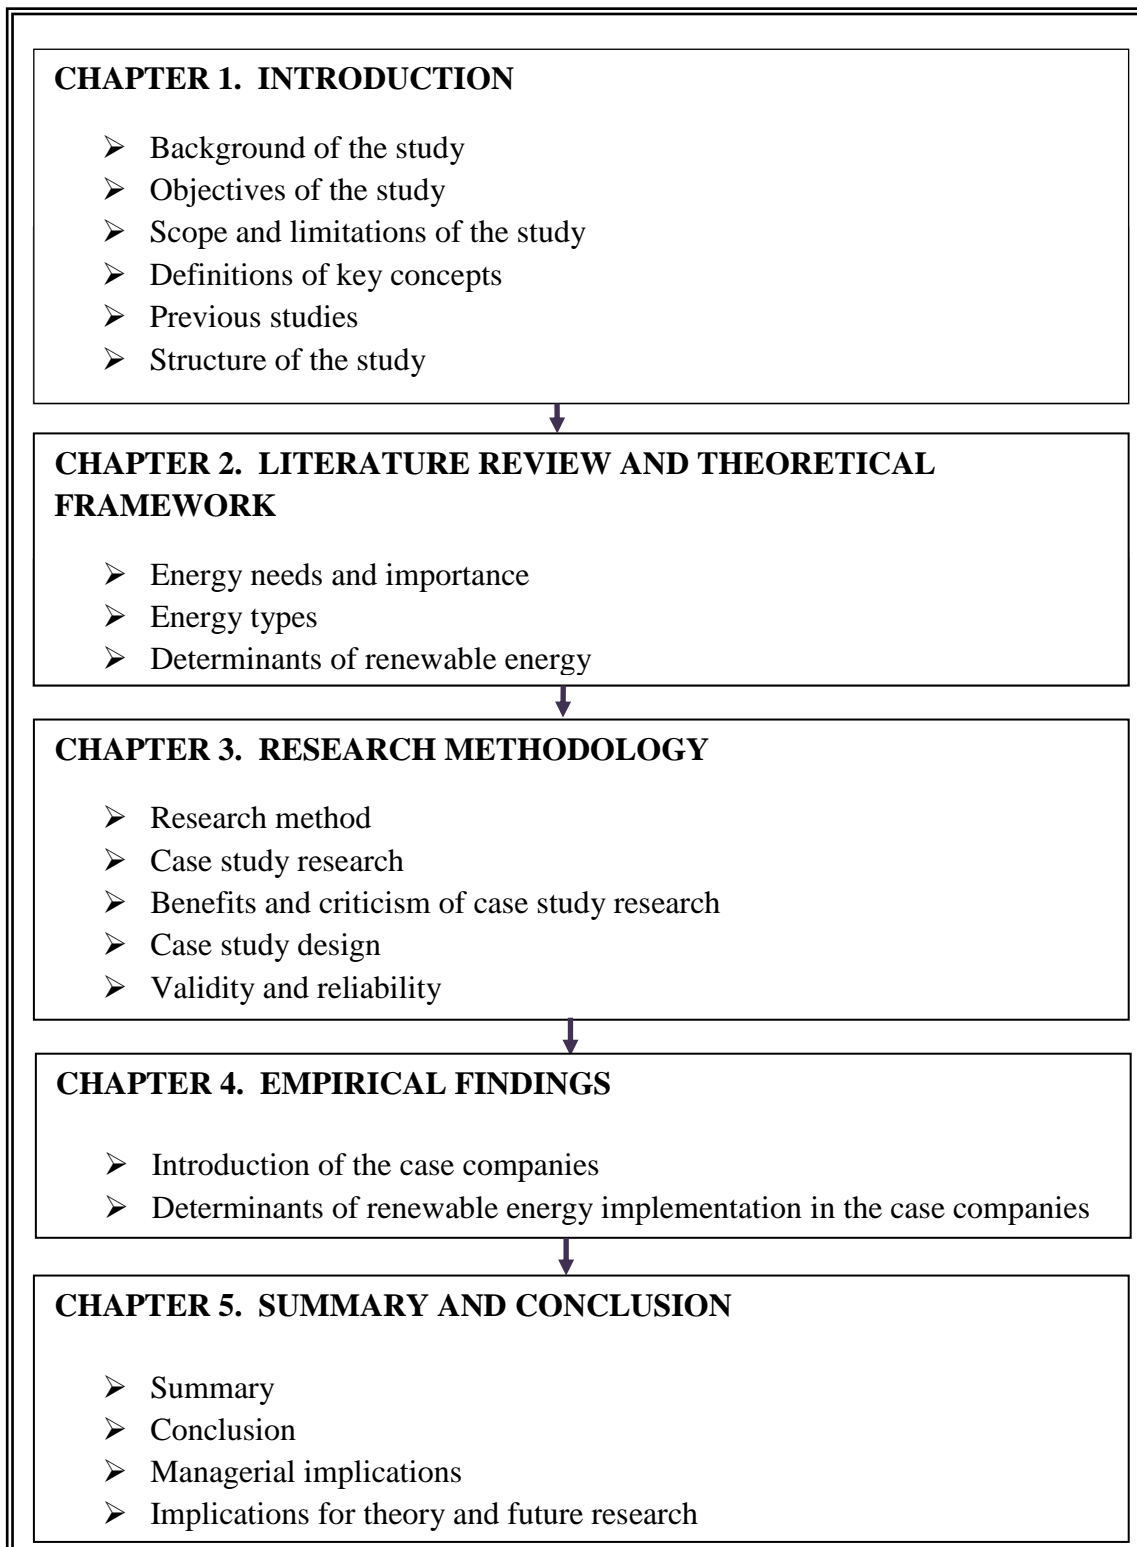 CHAPTER 1. INTRODUCTION
➢ Background of the study
➢ Objectives of the study
➢ Scope and limitations of the study
➢ Definitions of key concepts
➢ Previous studies
➢ Structure of the study
CHAPTER 2. LITERATURE REVIEW AND THEORETICAL
FRAMEWORK
➢ Energy needs and importance
➢ Energy types
➢ Determinants of renewable energy
CHAPTER 3. RESEARCH METHODOLOGY
➢ Research method
➢ Case study research
➢ Benefits and criticism of case study research
➢ Case study design
➢ Validity and reliability
CHAPTER 4. EMPIRICAL FINDINGS
➢ Introduction of the case companies
➢ Determinants of renewable energy implementation in the case companies
CHAPTER 5. SUMMARY AND CONCLUSION
➢ Summary
➢ Conclusion
➢ Managerial implications
➢ Implications for theory and future research